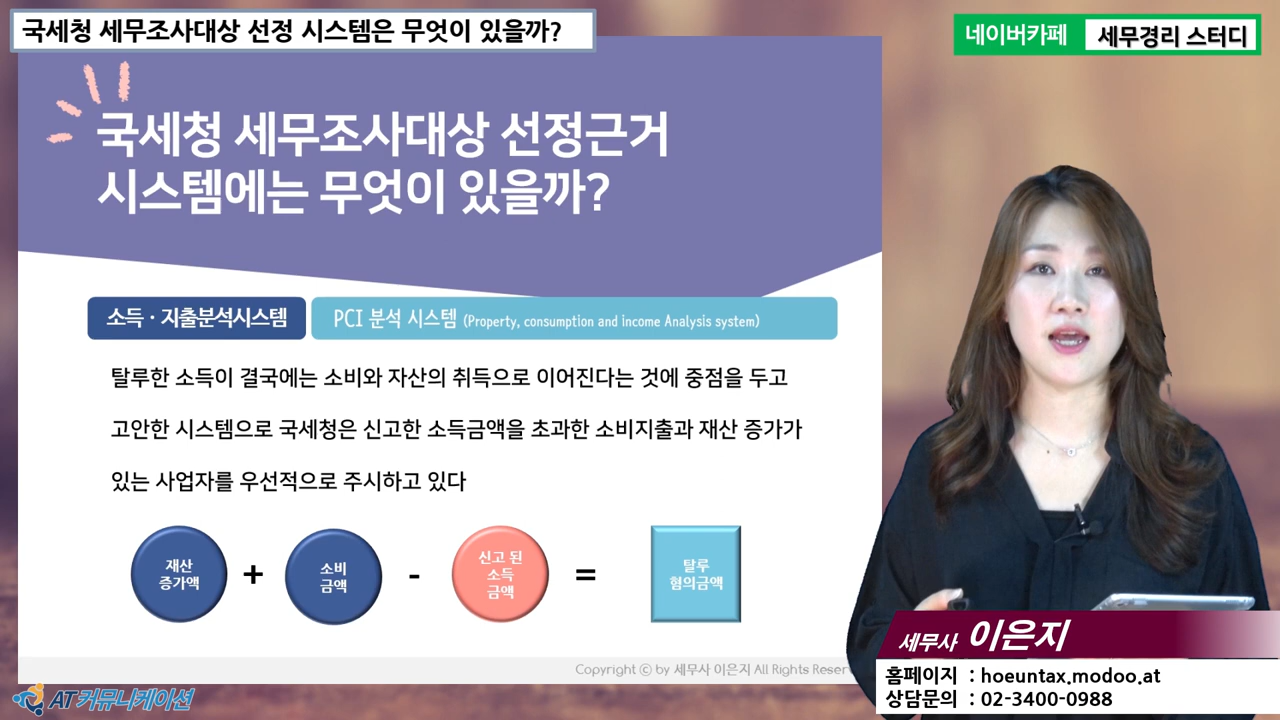 국세청 세무조사대상 선정 시스템은 무엇이 있을까?
네이버카페 세무경리 스터디
국세청 세무조사대상 선정근거
시스템에는 무엇이 있을까?
소득·지출분석시스템
PCI 분석 시스템 (Property, consumption and income Analysis system)
탈루한 소득이 결국에는 소비와 자산의 취득으로 이어진다는 것에 중점을 두고
고안한 시스템으로 국세청은 신고한 소득금액을 초과한 소비지출과 재산 증가가
있는 사업자를 우선적으로 주시하고 있다
재산
증가액
+
소비
금액
-
신고 된
소득
금액
=
탈루
혐의금액
Copyright ⓒ by 세무사 이은지 All Rights Reserv
세무사 이은지
홈페이지 : hoeuntax.modoo.at
상담문의 : 02-3400-0988
AT커뮤니케이션